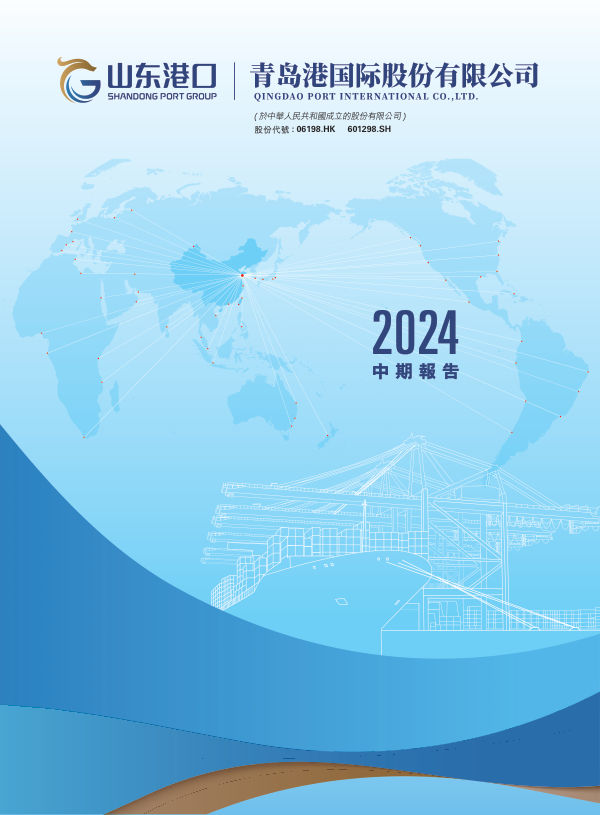 山东港口
SHANDONG PORT GROUP
青岛港国际股份有限公司
QINGDAO PORT INTERNATIONAL CO.,LTD.
(於中華人民共和國成立的股份有限公司)
股份代號：06198.HK 601298.SH
2024
中期報告